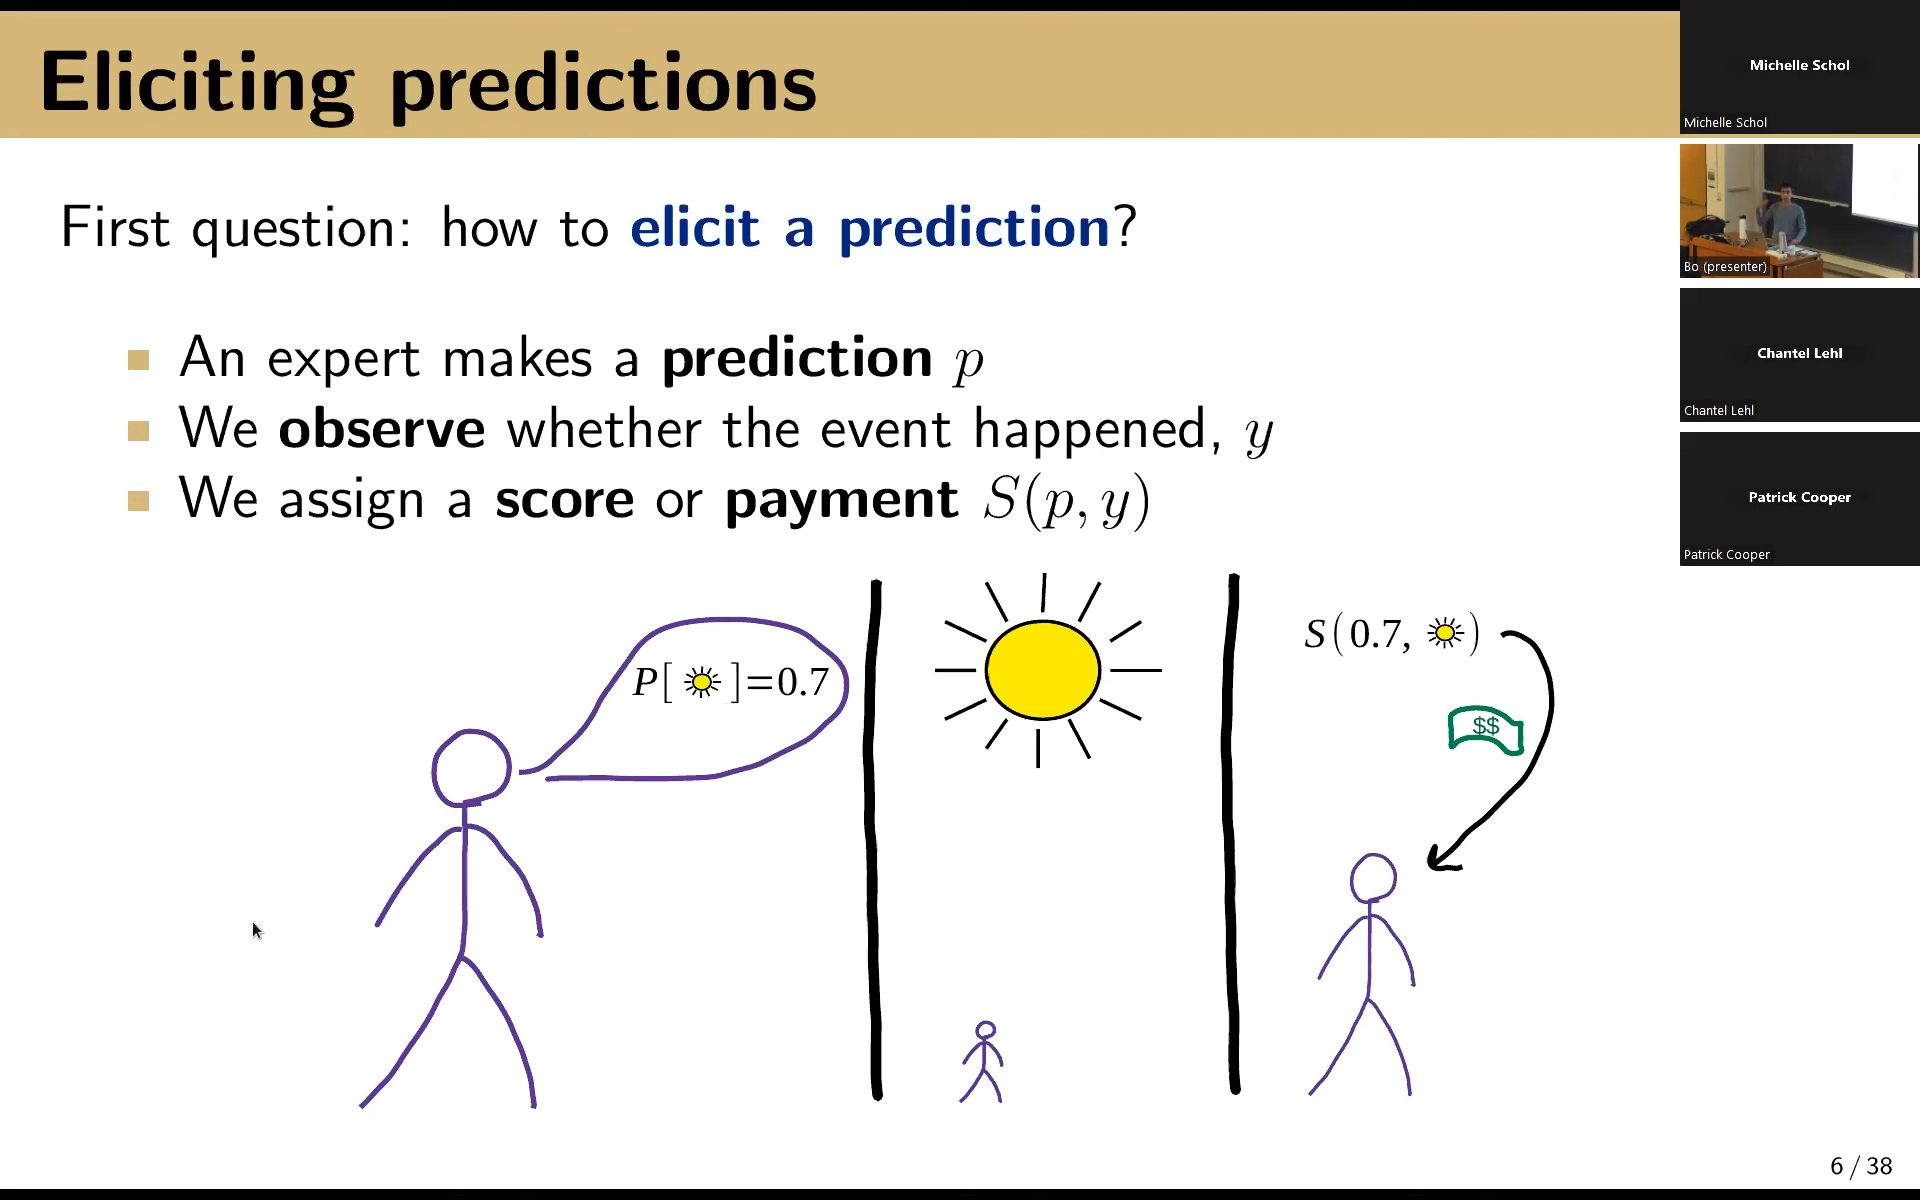 Eliciting predictions
First question: how to elicit a prediction?
An expert makes a prediction p
We observe whether the event happened, y
We assign a score or payment S(p, y)
P[ ]=0.7
S(0.7, )
$$
6 / 38
Michelle Schol
Michelle Schol
Bo (presenter)
Chantel Lehl
Chantel Lehl
Patrick Cooper
Patrick Cooper